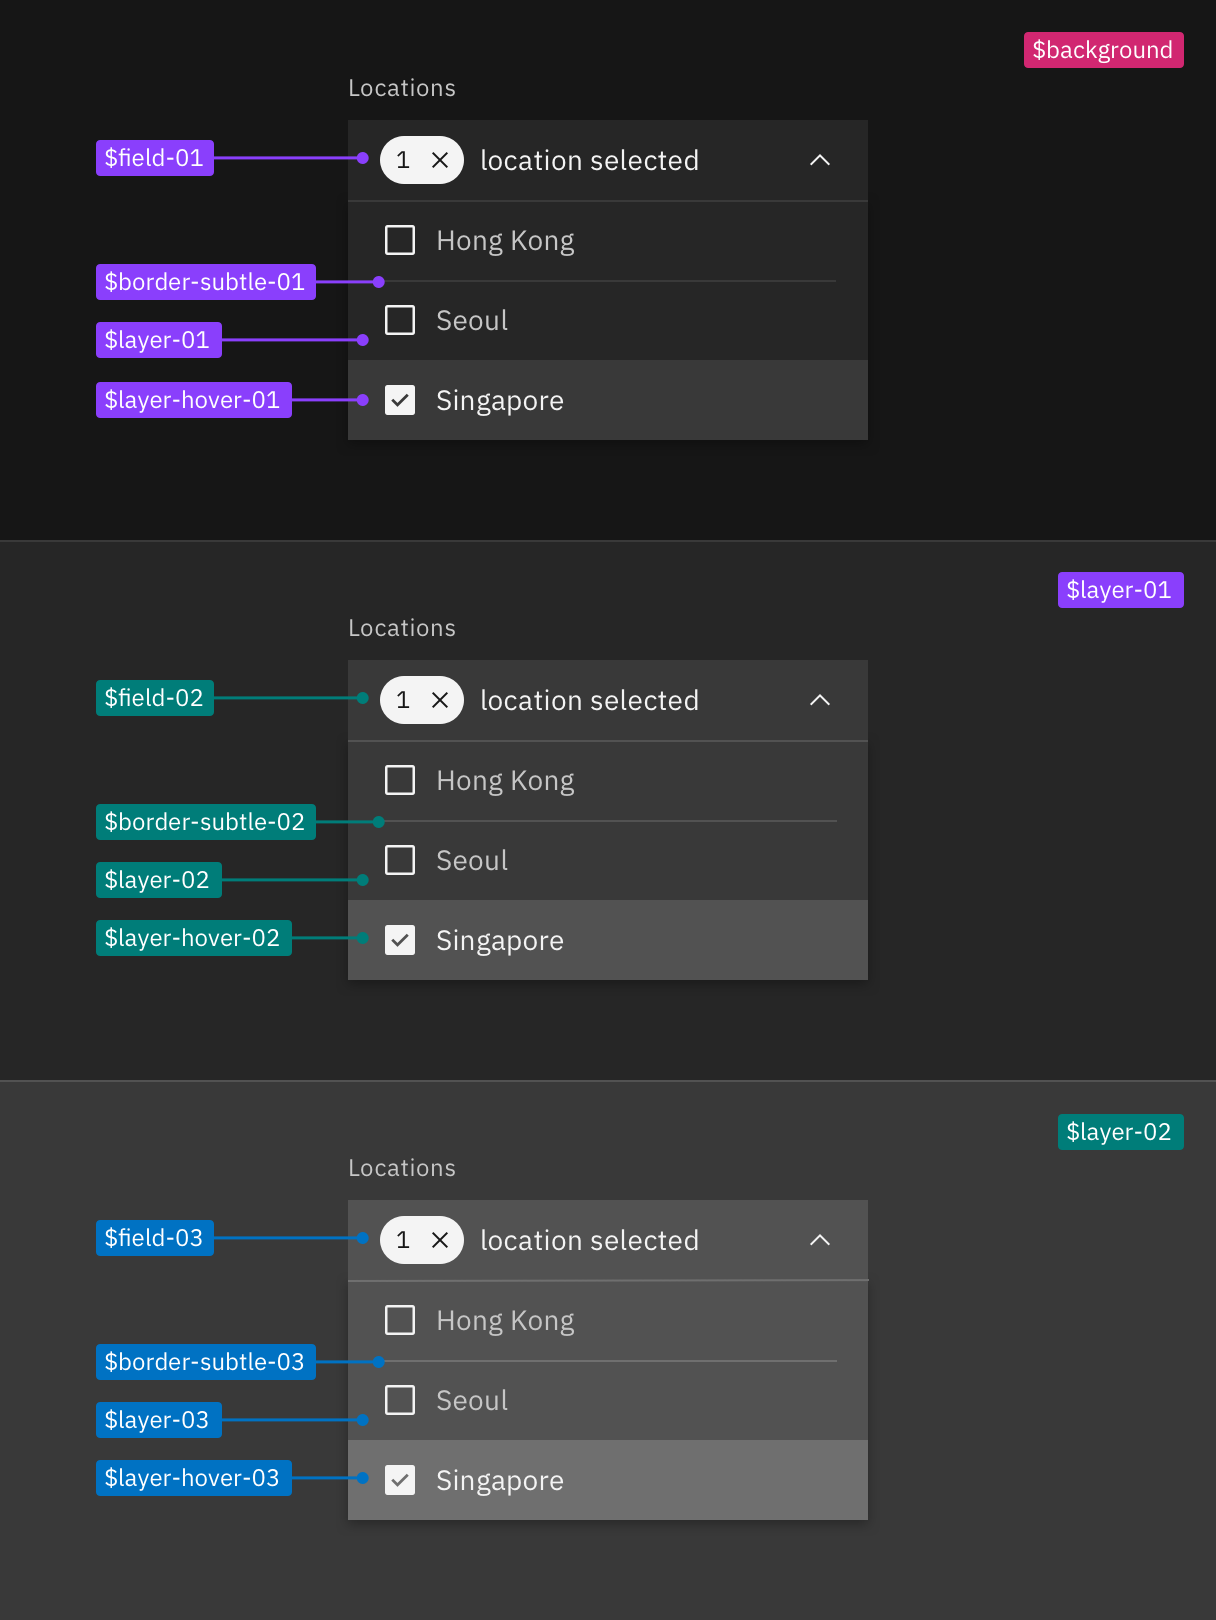 $background
Locations
$field-01
1 location selected
Hong Kong
$border-subtle-01
Seoul
$layer-01
$layer-hover-01
Singapore
$layer-01
Locations
$field-02
1 location selected
Hong Kong
$border-subtle-02
Seoul
$layer-02
$layer-hover-02
Singapore
$layer-02
Locations
$field-03
1 location selected
Hong Kong
$border-subtle-03
Seoul
$layer-03
$layer-hover-03
Singapore